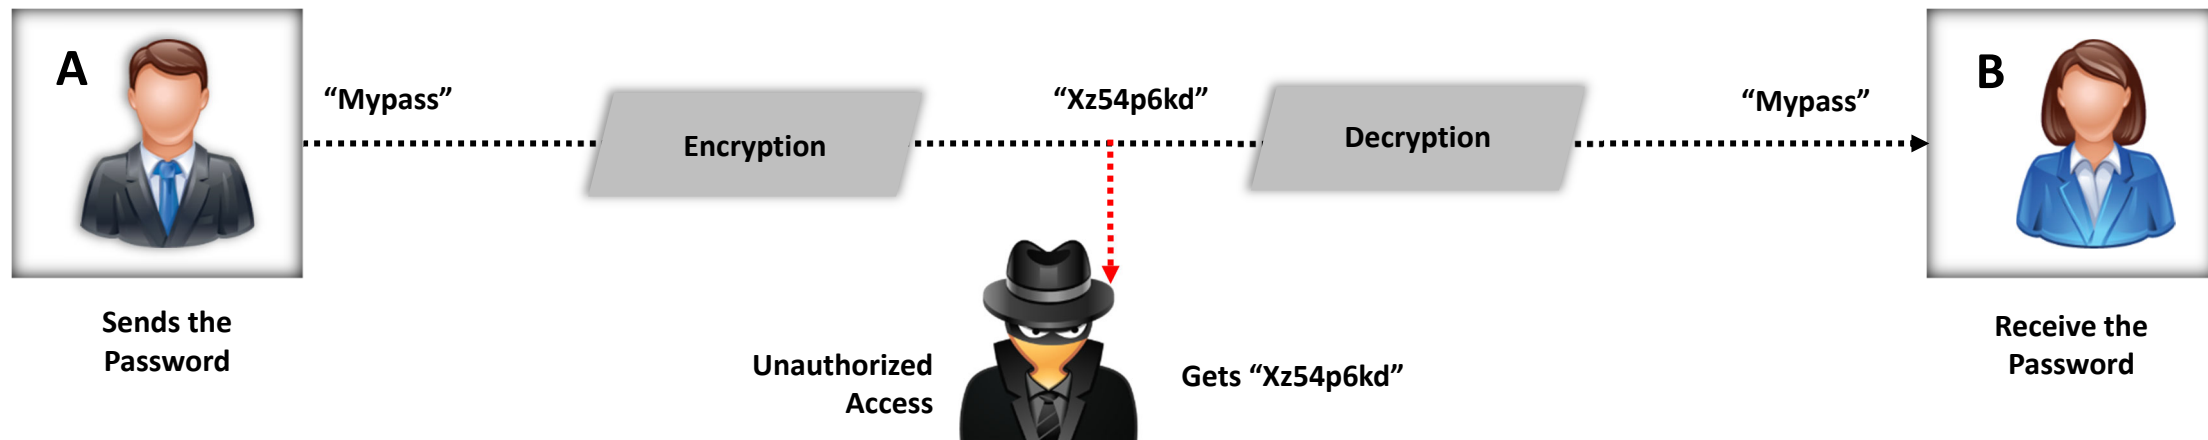 A
“Mypass”
Encryption
“Xz54p6kd”
Decryption
“Mypass”
B
Sends the
Password
Unauthorized
Access
Gets “Xz54p6kd”
Receive the
Password